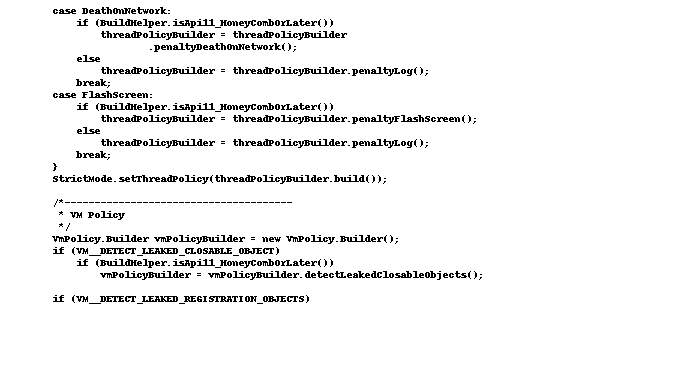 case DeathOnNetwork:
if (BuildHelper.isApi11_HoneyCombOrLater())
threadPolicyBuilder = threadPolicyBuilder
.penaltyDeathOnNetwork();
else
threadPolicyBuilder = threadPolicyBuilder.penaltyLog();
break;
case FlashScreen:
if (BuildHelper.isApi11_HoneyCombOrLater())
threadPolicyBuilder = threadPolicyBuilder.penaltyFlashScreen();
else
threadPolicyBuilder = threadPolicyBuilder.penaltyLog();
break;
}
StrictMode.setThreadPolicy(threadPolicyBuilder.build());
/*--------------------------------------
* VM Policy
*/
VmPolicy.Builder vmPolicyBuilder = new VmPolicy.Builder();
if (VM__DETECT_LEAKED_CLOSABLE_OBJECT)
if (BuildHelper.isApi11_HoneyCombOrLater())
vmPolicyBuilder = vmPolicyBuilder.detectLeakedClosableObjects();
if (VM__DETECT_LEAKED_REGISTRATION_OBJECTS)